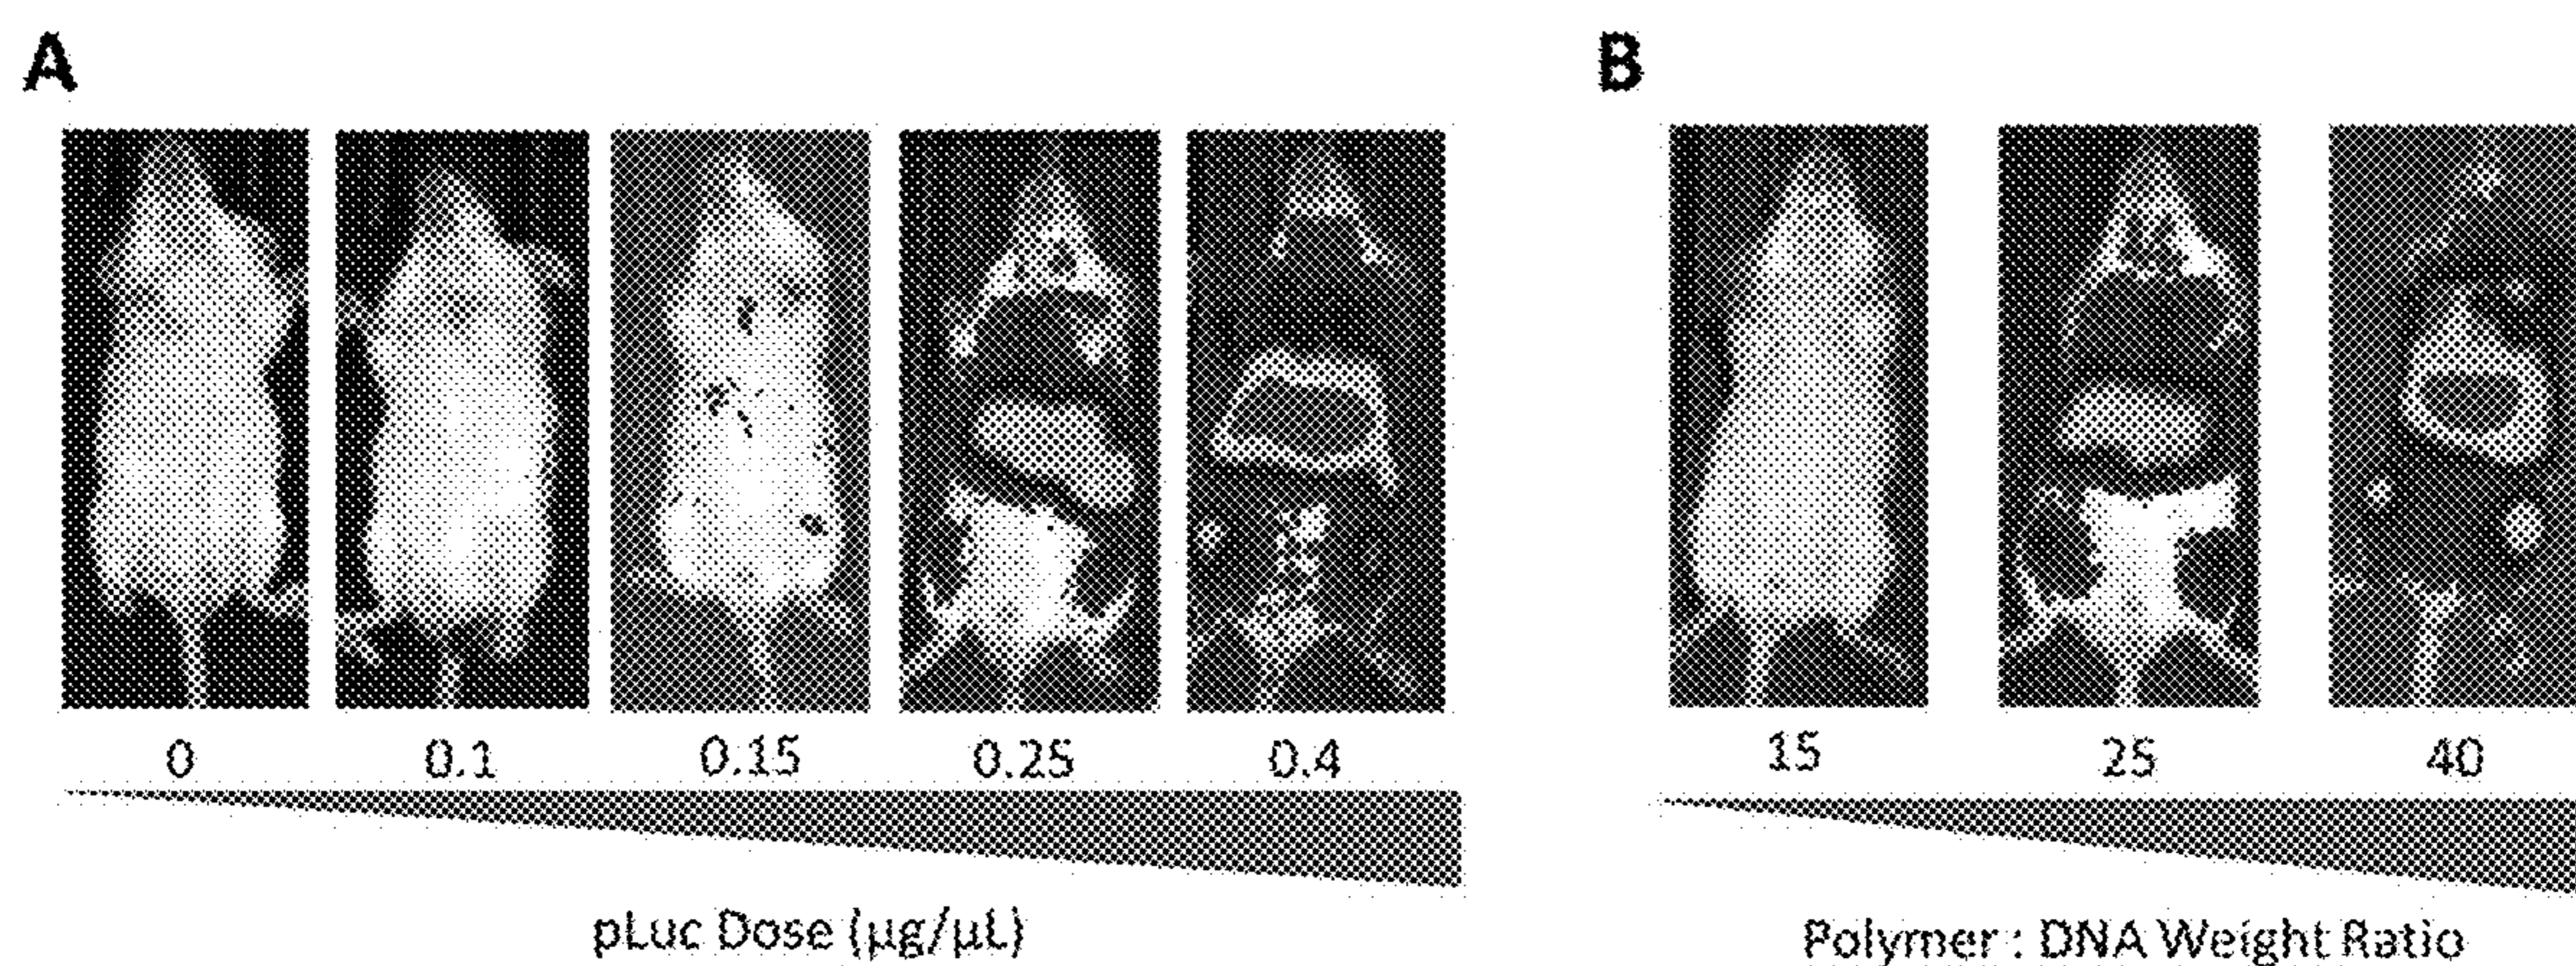 A
B
0 0.1 0.15 0.25 0.4
15 25 40
pLuc Dose (µg/µL)
Polymer : DNA Weight Ratio